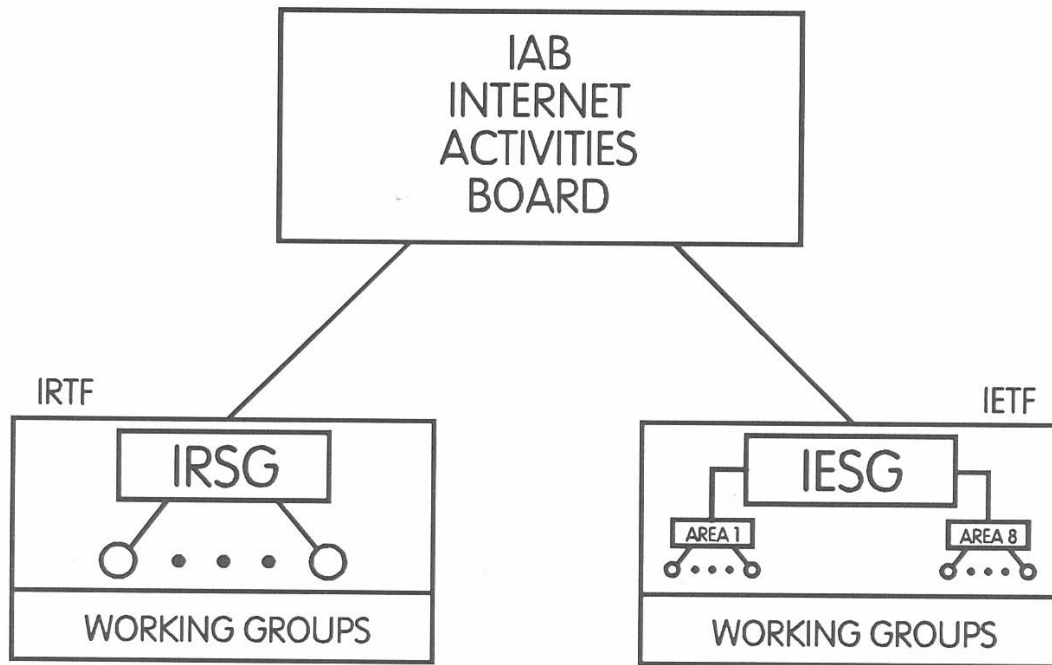 IAB
INTERNET
ACTIVITIES
BOARD
IRTF
IETF
IRSG
IESG
AREA 1
AREA 8
WORKING GROUPS
WORKING GROUPS